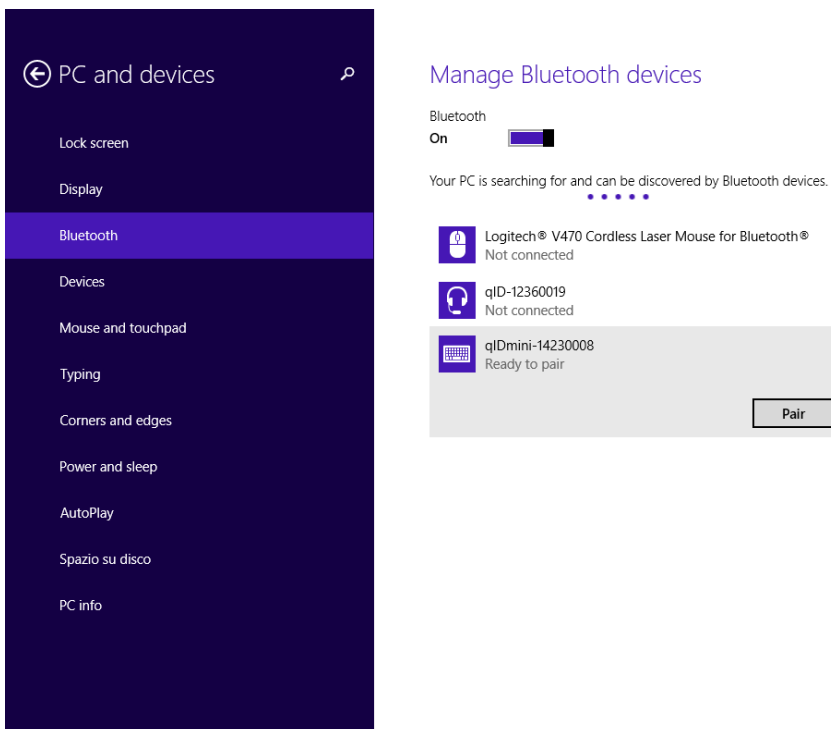 PC and devices
Lock screen
Display
Bluetooth
Devices
Mouse and touchpad
Typing
Corners and edges
Power and sleep
AutoPlay
Spazio su disco
PC info
Manage Bluetooth devices
Bluetooth
On
Your PC is searching for and can be discovered by Bluetooth devices.
Logitech® V470 Cordless Laser Mouse for Bluetooth®
Not connected
qID-12360019
Not connected
qIDmini-14230008
Ready to pair
Pair